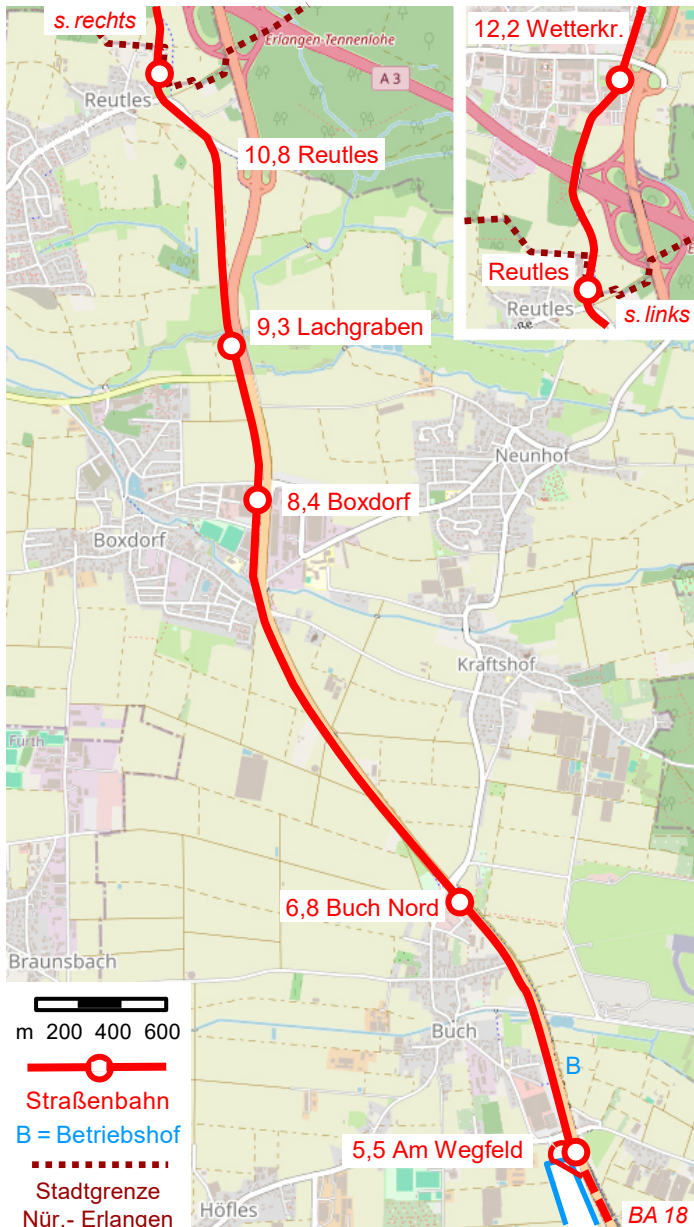 s. rechts
Erlangen-Tennenlohe
A 3
Reutles
10,8 Reutles
12,2 Wetterkr.
Reutles
Reutles
s. links
9,3 Lachgraben
Neunhof
8,4 Boxdorf
Boxdorf
Kraftshof
Fürth
6,8 Buch Nord
Braunsbach
Buch
B
5,5 Am Wegfeld
Höfles
BA 18
m 200 400 600
Straßenbahn
B = Betriebshof
Stadtgrenze
Nür.- Erlangen